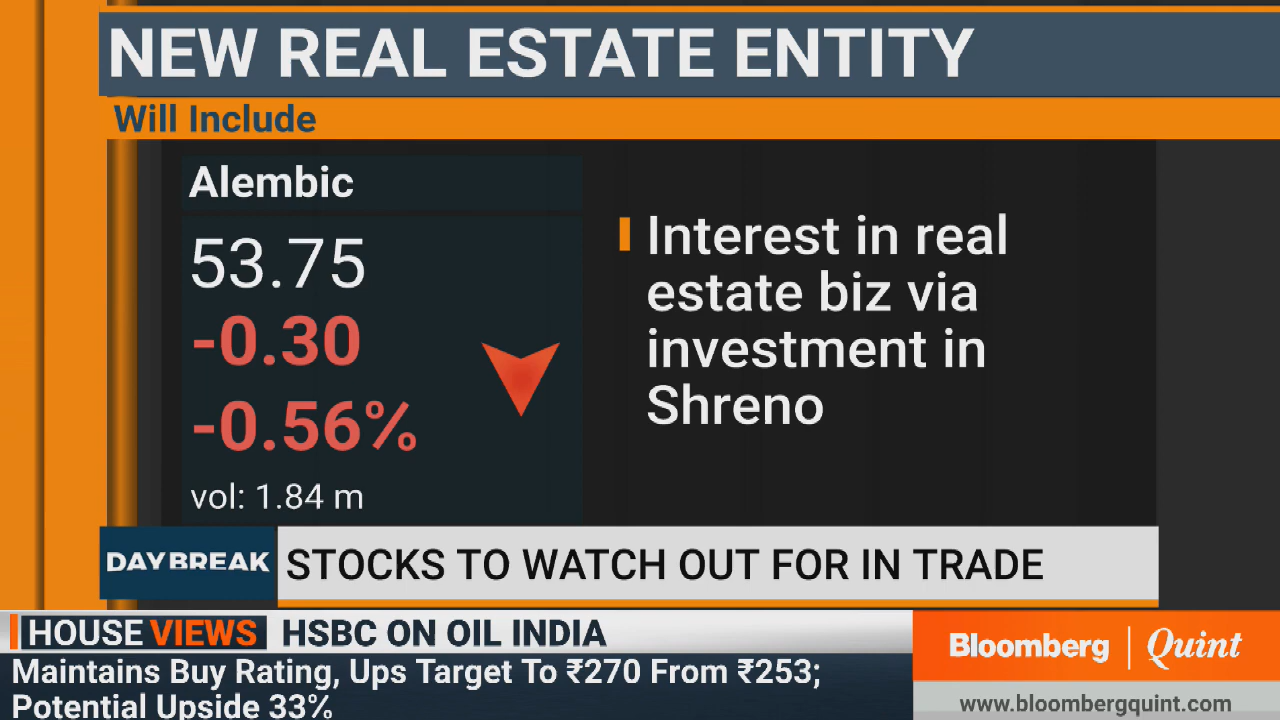 NEW REAL ESTATE ENTITY
Will Include
Alembic
53.75
-0.30
-0.56%
vol: 1.84 m
Interest in real
estate biz via
investment in
Shreno
DAYBREAK
STOCKS TO WATCH OUT FOR IN TRADE
HOUSE VIEWS HSBC ON OIL INDIA
Maintains Buy Rating, Ups Target To ₹270 From ₹253;
Potential Upside 33%
Bloomberg | Quint
www.bloombergquint.com